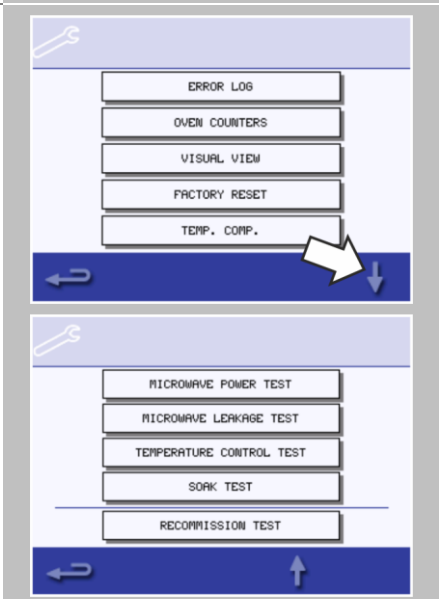 ERROR LOG
OVEN COUNTERS
VISUAL VIEW
FACTORY RESET
TEMP. COMP.
MICROWAVE POWER TEST
MICROWAVE LEAKAGE TEST
TEMPERATURE CONTROL TEST
SOAK TEST
RECOMMISSION TEST